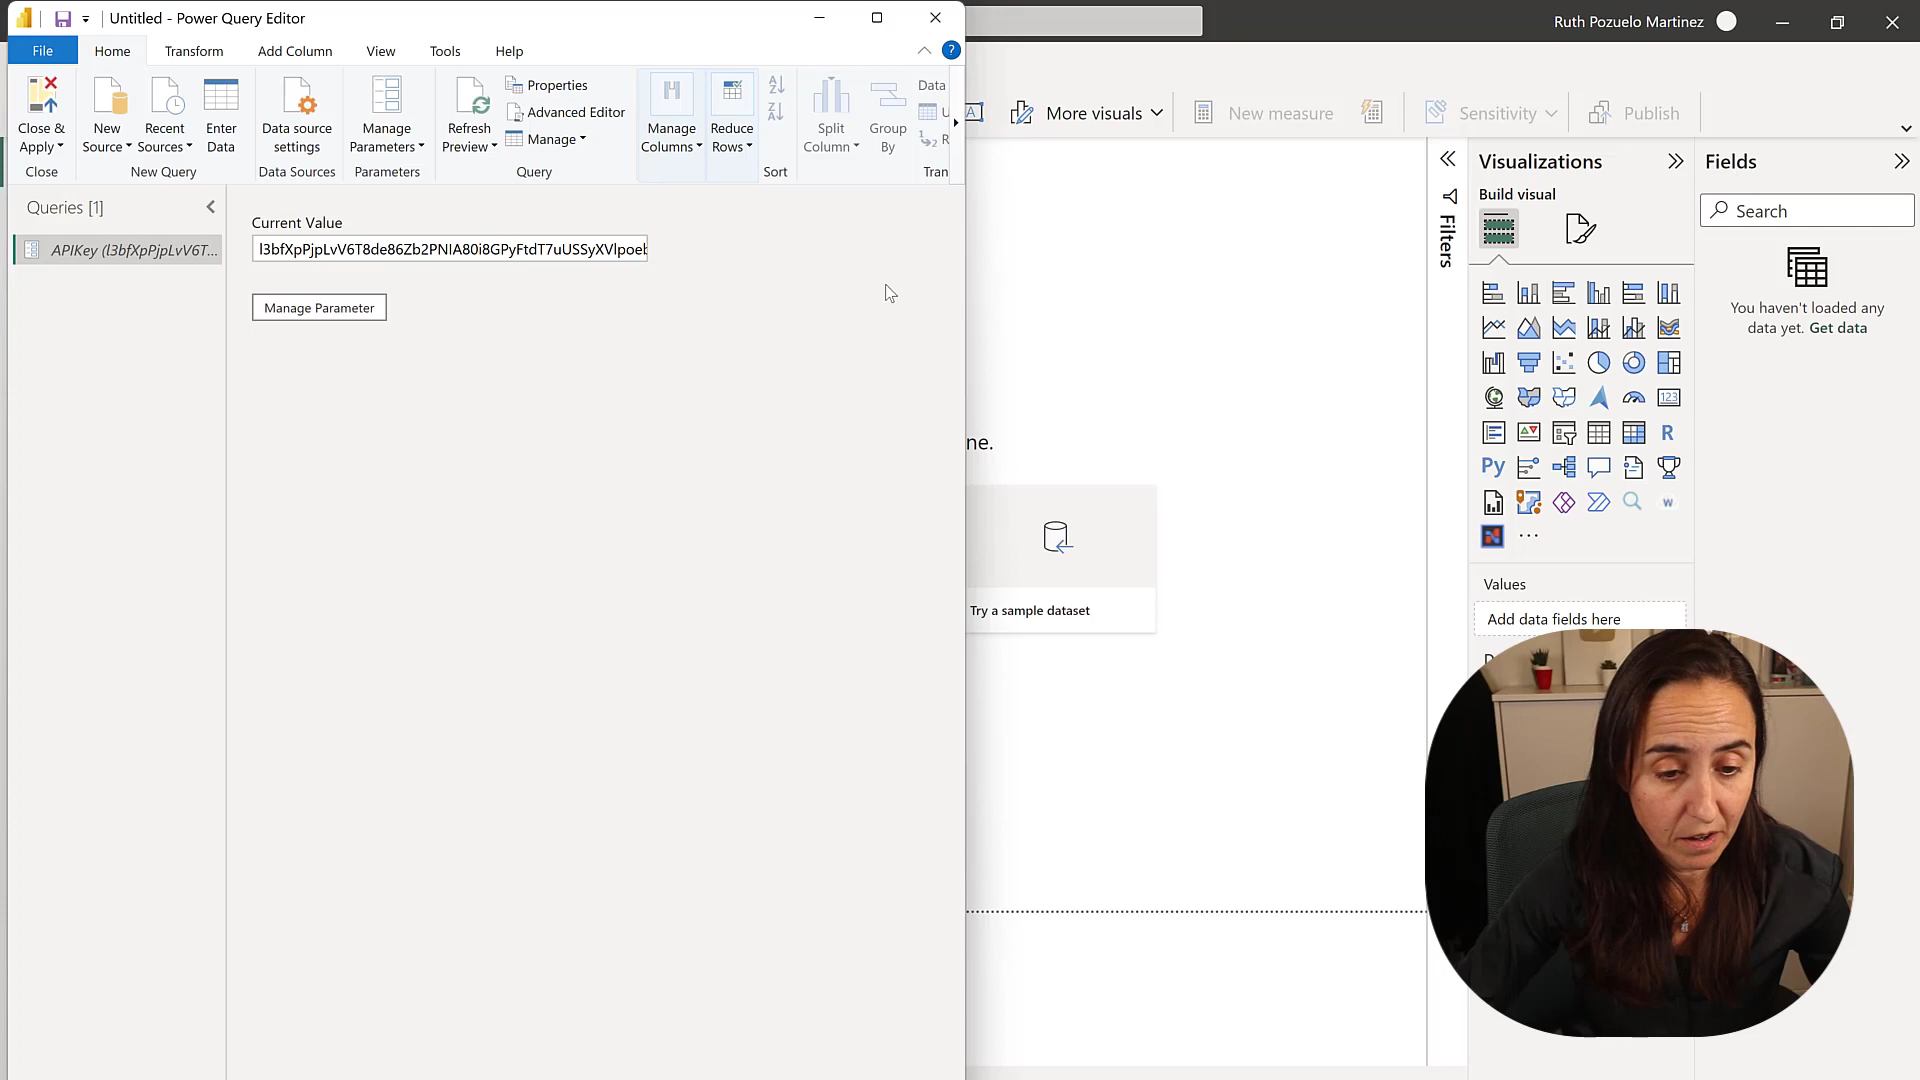 Untitled - Power Query Editor
Ruth Pozuelo Martinez
File
Home
Transform
Add Column
View
Tools
Help
?
Close & Apply
New Source
Recent Sources
Enter Data
Data source settings
Manage Parameters
Refresh Preview
Properties
Advanced Editor
Manage
Manage Columns
Reduce Rows
Split Column
Group By
Data
Close
New Query
Data Sources
Parameters
Query
Sort
Tran
More visuals
New measure
Sensitivity
Publish
Queries [1]
APIKey (l3bfXpPjpLvV6T...
Current Value
l3bfXpPjpLvV6T8de86Zb2PNIA80i8GPyFtdT7uUSSyXVlpoeb
Manage Parameter
ne.
Try a sample dataset
Filters
Visualizations
Build visual
123
R
Py
W
Values
Add data fields here
Fields
Search
You haven't loaded any
data yet. Get data